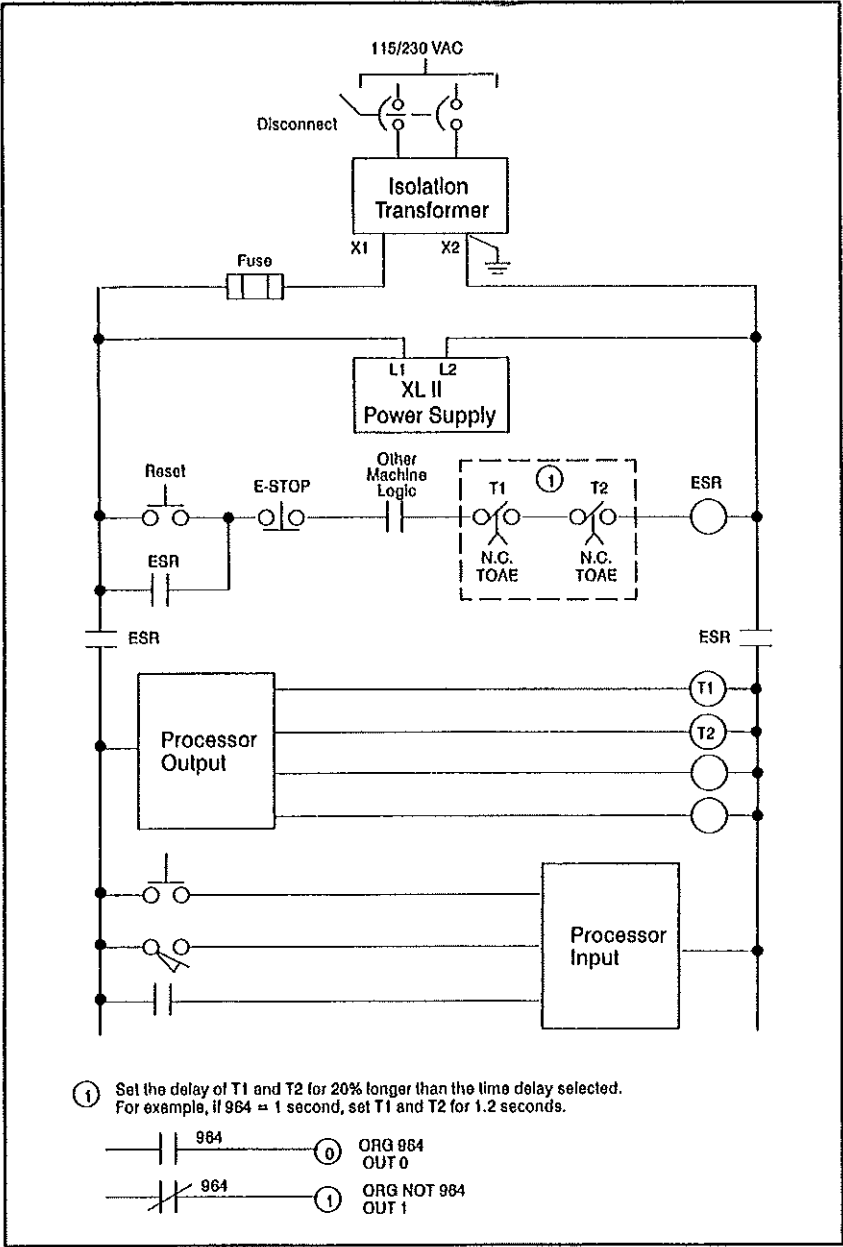 115/230 VAC
Disconnect
Isolation
Transformer
X1
X2
Fuse
L1
L2
XL II
Power Supply
Reset
E-STOP
Other
Machine
Logic
T1
1
T2
ESR
N.C.
TOAE
N.C.
TOAE
ESR
ESR
ESR
Processor
Output
T1
T2
Processor
Input
1 Set the delay of T1 and T2 for 20% longer than the time delay selected.
For example, if 964 = 1 second, set T1 and T2 for 1.2 seconds.
964
0
ORG 964
OUT 0
964
1
ORG NOT 964
OUT 1